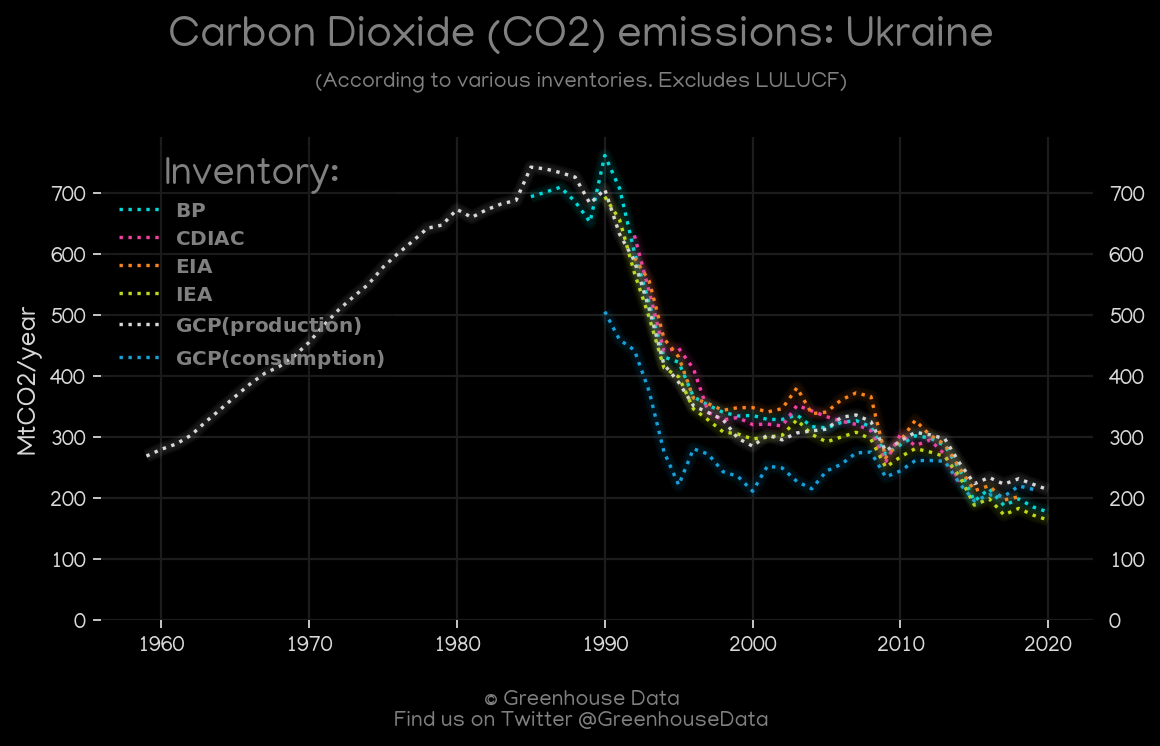 Carbon Dioxide (CO2) emissions: Ukraine
(According to various inventories. Excludes LULUCF)
Inventory:
BP
CDIAC
EIA
IEA
GCP(production)
GCP(consumption)
MtCO2/year
700
600
500
400
300
200
100
0
700
600
500
400
300
200
100
0
1960 1970 1980 1990 2000 2010 2020
© Greenhouse Data
Find us on Twitter @GreenhouseData